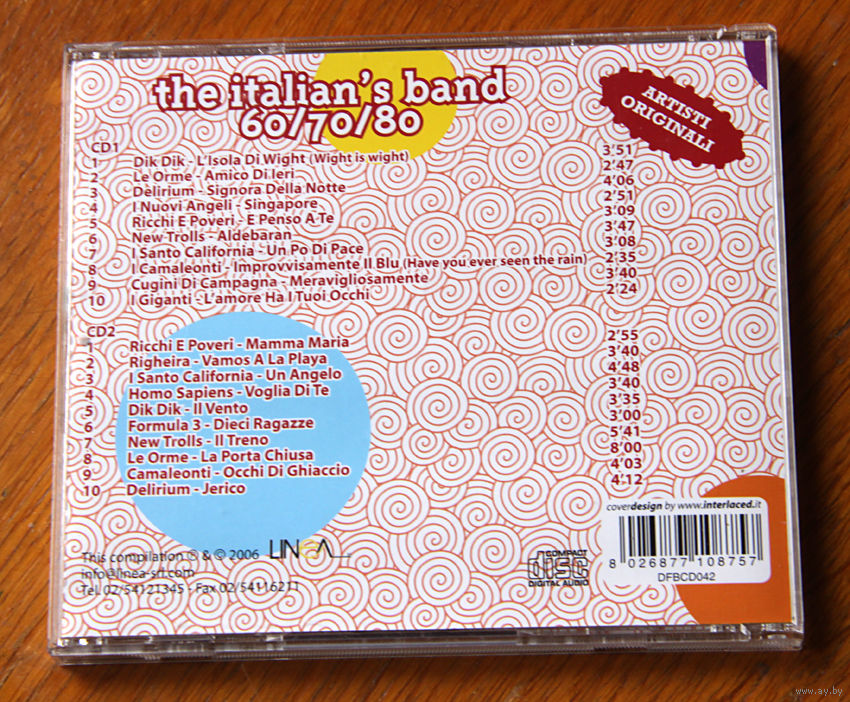 the italian's band
60/70/80
ARTISTI
ORIGINALI
CD1
1 Dik Dik - L'Isola Di Wight (Wight is wight) 3'51
2 Le Orme - Amico Di Ieri 2'47
3 Delirium - Signora Della Notte 4'06
4 I Nuovi Angeli - Singapore 2'51
5 Ricchi E Poveri - E Penso A Te 3'09
6 New Trolls - Aldebaran 3'47
7 I Santo California - Un Po Di Pace 3'08
8 I Camaleonti - Improvvisamente Il Blu (Have you ever seen the rain) 2'35
9 Cugini Di Campagna - Meravigliosamente 3'40
10 I Giganti - L'amore Ha I Tuoi Occhi 2'24
CD2
1 Ricchi E Poveri - Mamma Maria 2'55
2 Righeira - Vamos A La Playa 3'40
3 I Santo California - Un Angelo 4'48
4 Homo Sapiens - Voglia Di Te 3'40
5 Dik Dik - Il Vento 3'35
6 Formula 3 - Dieci Ragazze 3'00
7 New Trolls - Il Treno 5'41
8 Le Orme - La Porta Chiusa 8'00
9 Camaleonti - Occhi Di Ghiaccio 4'03
10 Delirium - Jerico 4'12
This compilation ℗ & © 2006 LINEA
info@linea-srl.com
Tel. 02/54121345 - Fax 02/54116211
COMPACT
disc
DIGITAL AUDIO
coverdesign by www.interlaced.it
8 026877 108757
DFBCD042
www.ay.by